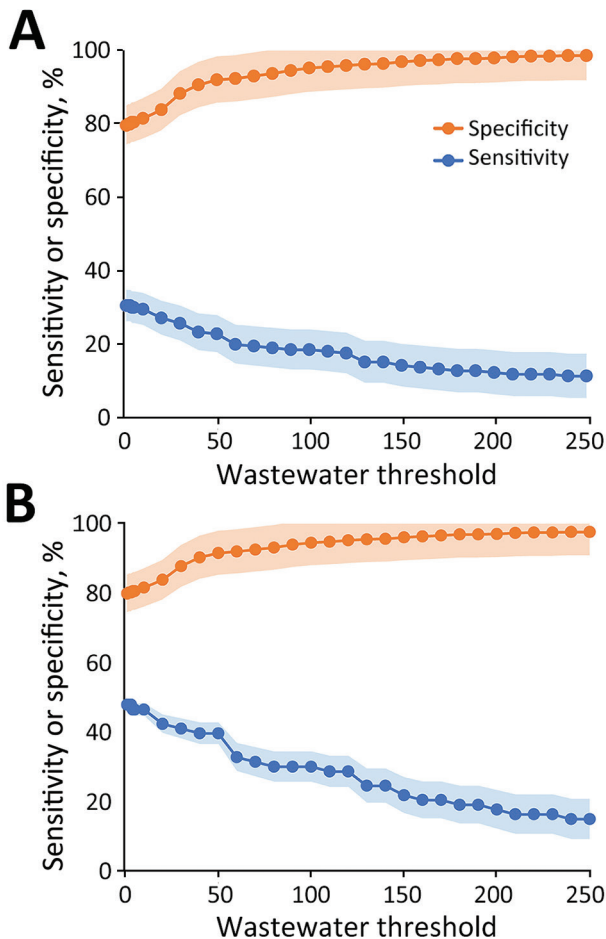 A
Sensitivity or specificity, %
100
80
60
40
20
0
Specificity
Sensitivity
0 50 100 150 200 250
Wastewater threshold
B
Sensitivity or specificity, %
100
80
60
40
20
0
0 50 100 150 200 250
Wastewater threshold